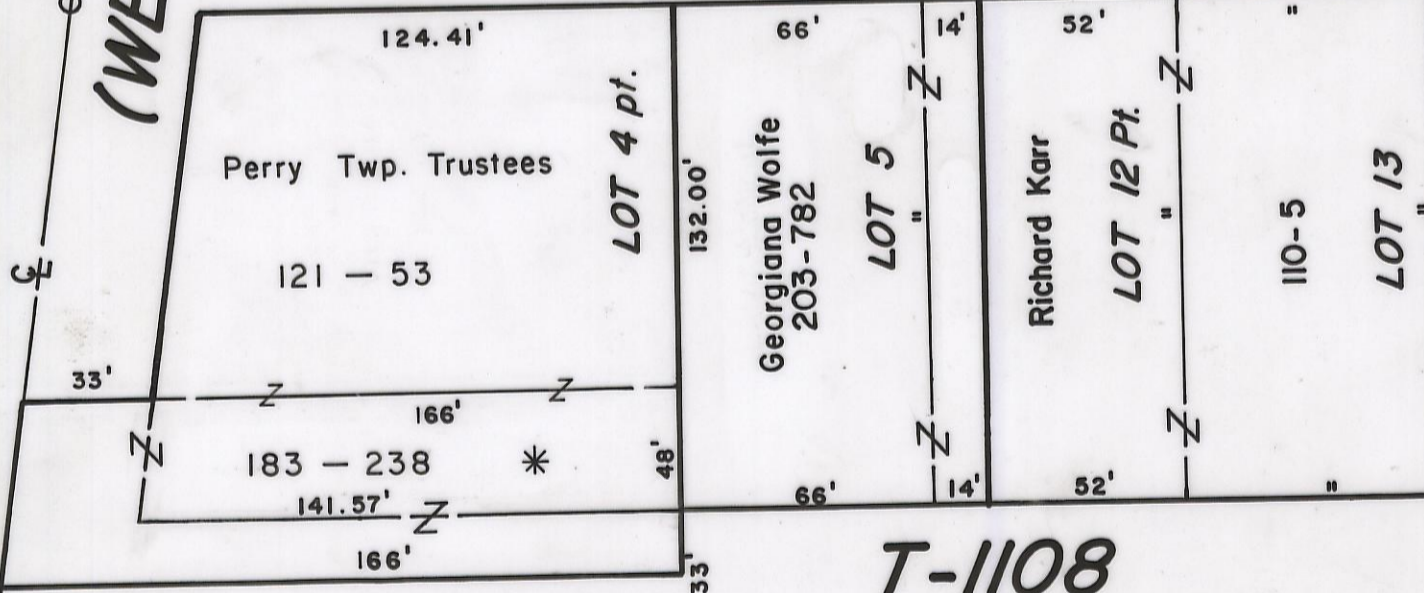 (WE
124.41'
Perry Twp. Trustees
121 — 53
LOT 4 pt.
132.00'
66'
14'
Georgiana Wolfe
203-782
LOT 5
"
Z
Z
66'
14'
52'
Richard Karr
LOT 12 Pt.
"
Z
Z
52'
"
110-5
LOT 13
"
"
CL
33'
Z
Z
166'
Z
183 — 238 *
48'
141.57'
Z
166'
33'
T-1108